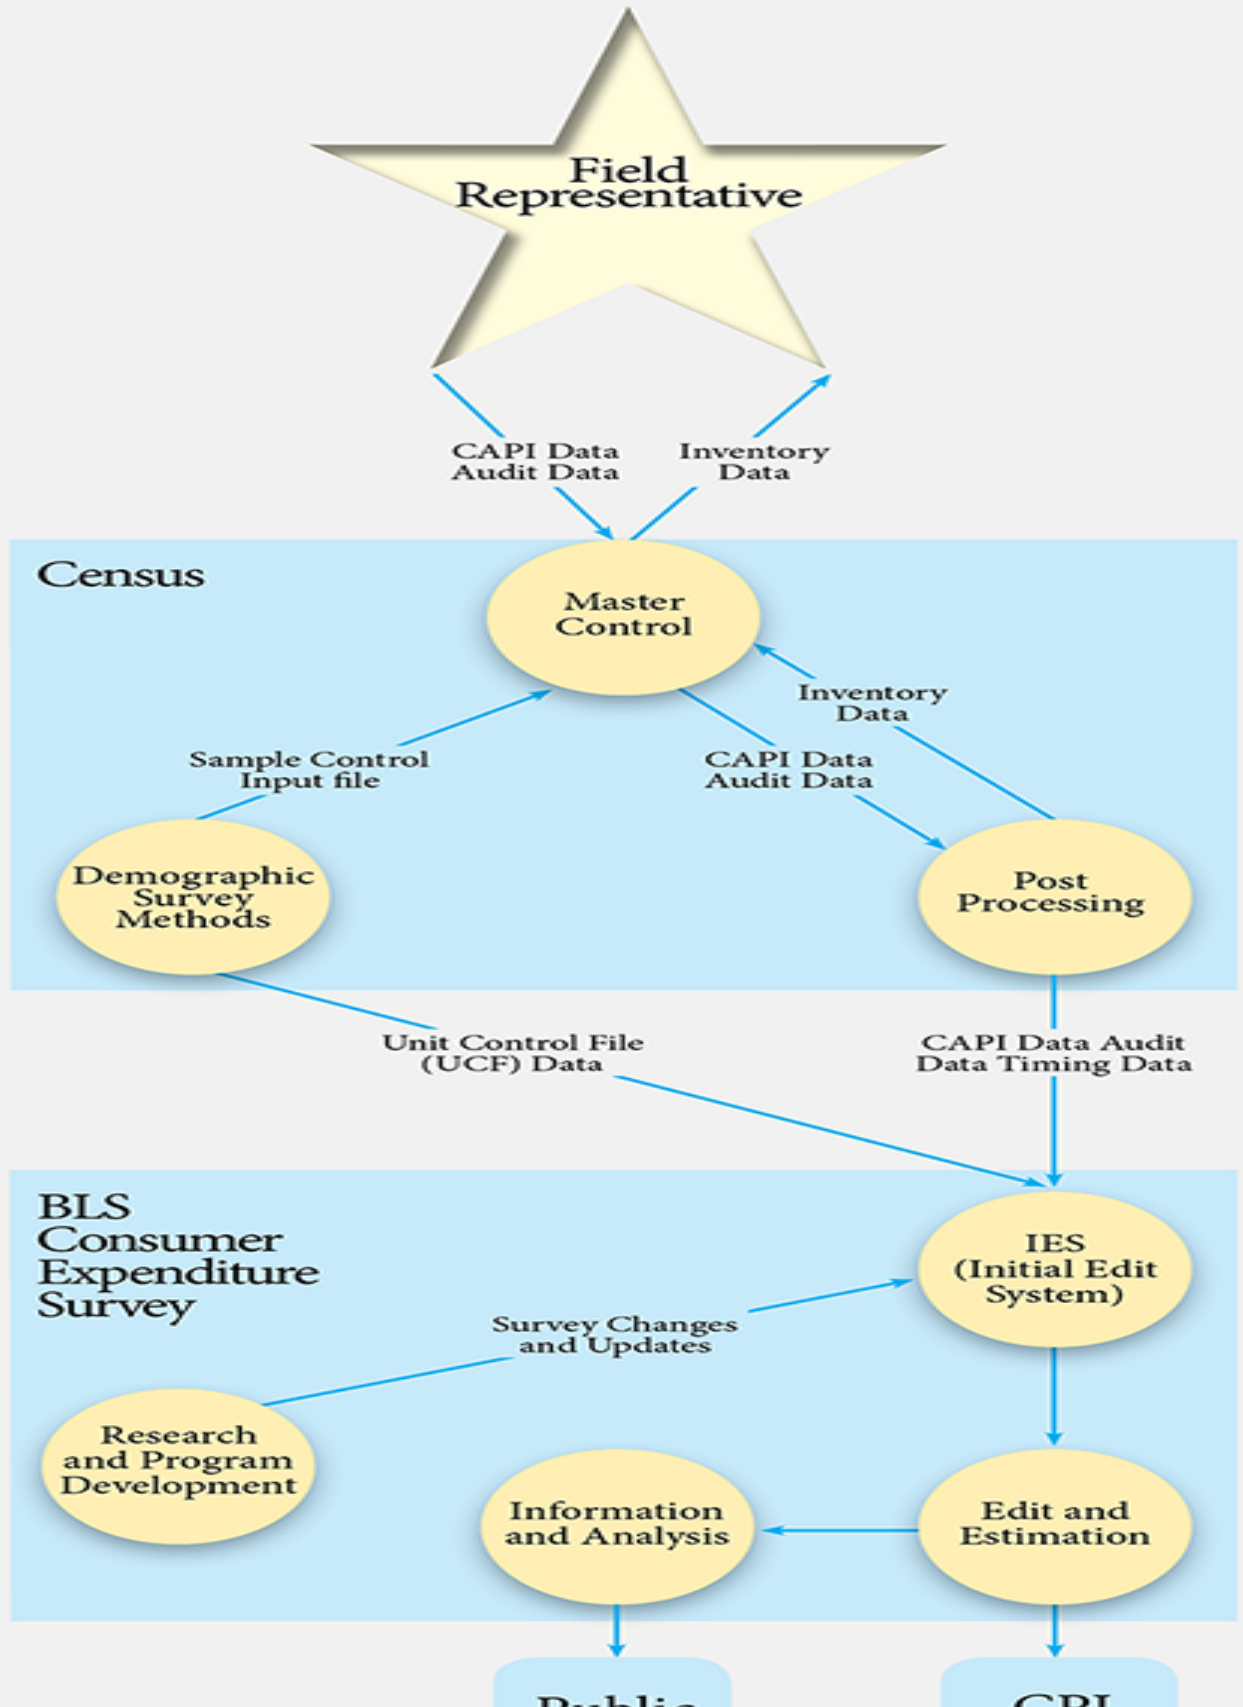 Field
Representative
CAPI Data
Audit Data
Inventory
Data
Census
Master
Control
Inventory
Data
Sample Control
Input file
CAPI Data
Audit Data
Demographic
Survey
Methods
Post
Processing
Unit Control File
(UCF) Data
CAPI Data Audit
Data Timing Data
BLS
Consumer
Expenditure
Survey
IES
(Initial Edit
System)
Survey Changes
and Updates
Research
and Program
Development
Information
and Analysis
Edit and
Estimation
Public